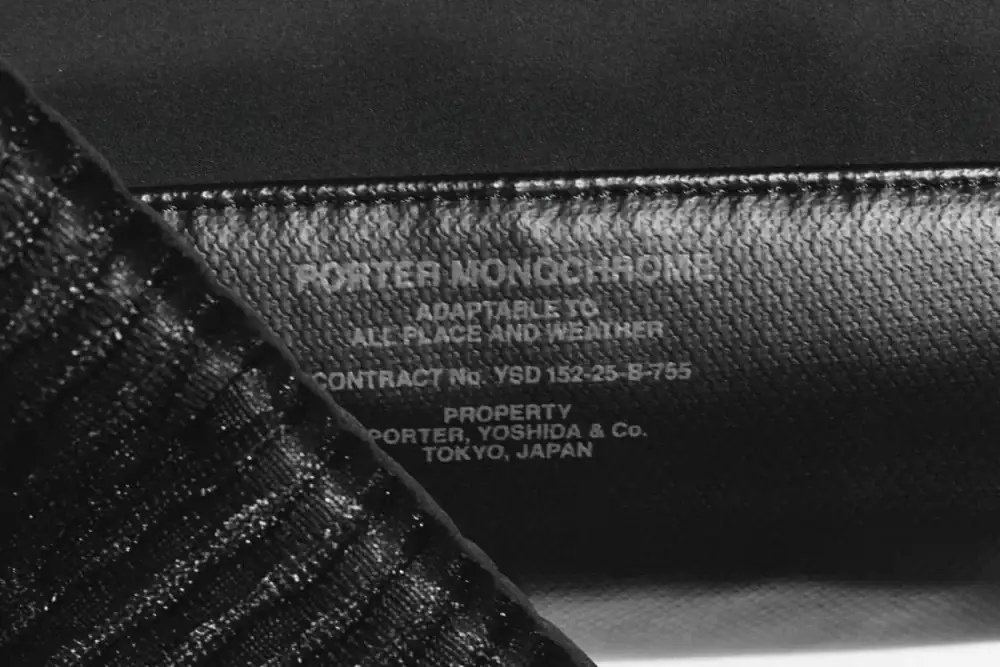 PORTER MONOCHROME
ADAPTABLE TO
ALL PLACE AND WEATHER
CONTRACT No. YSD 152-25-B-755
PROPERTY
PORTER, YOSHIDA & Co.
TOKYO, JAPAN